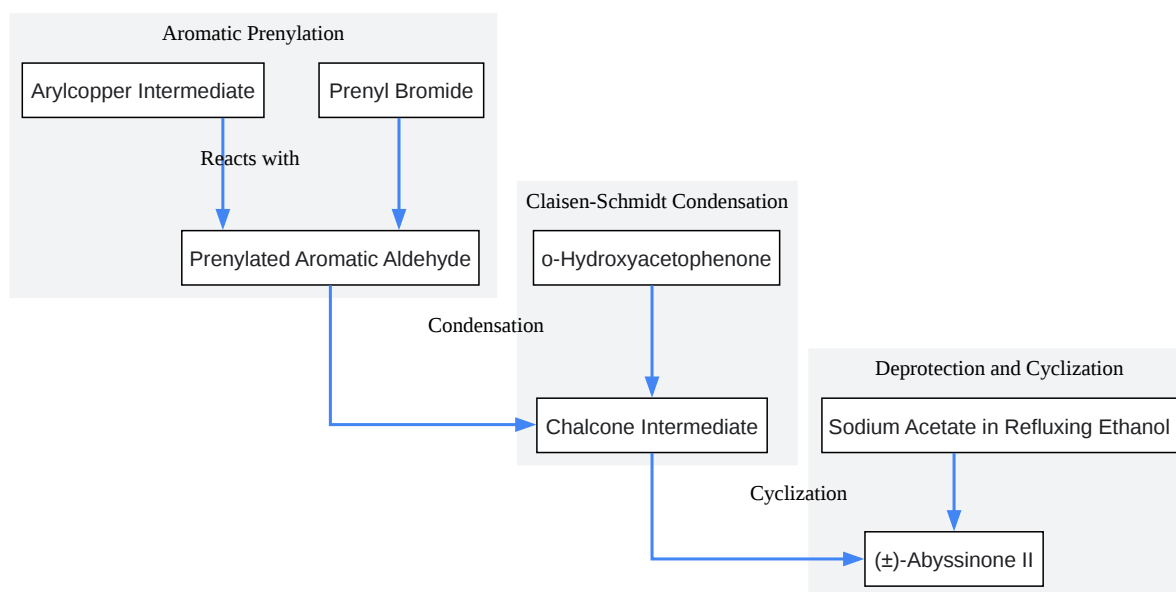 Aromatic Prenylation
Arylcopper Intermediate
Prenyl Bromide
Reacts with
Prenylated Aromatic Aldehyde
Claisen-Schmidt Condensation
o-Hydroxyacetophenone
Condensation
Chalcone Intermediate
Deprotection and Cyclization
Sodium Acetate in Refluxing Ethanol
Cyclization
(±)-Abyssinone II